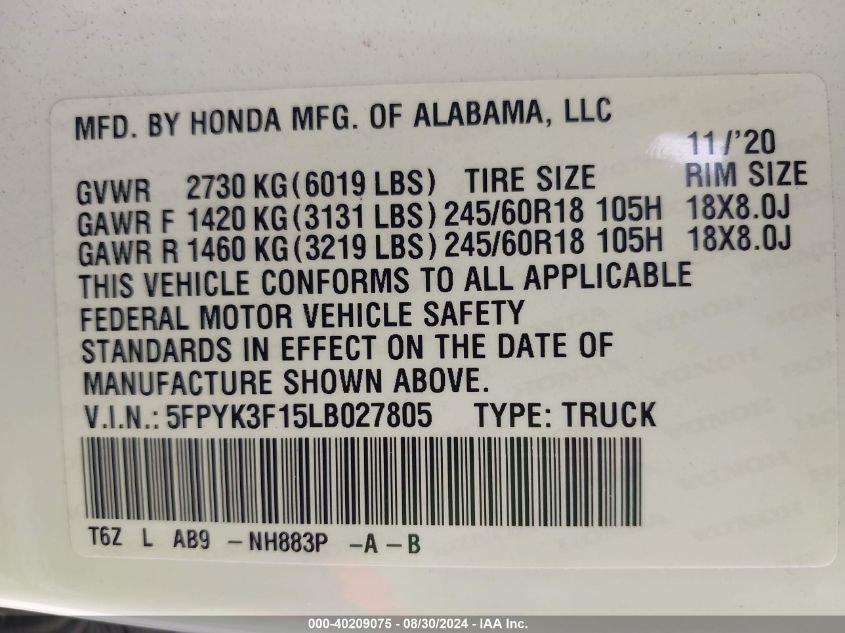 MFD. BY HONDA MFG. OF ALABAMA, LLC
11/'20
GVWR 2730 KG (6019 LBS) TIRE SIZE RIM SIZE
GAWR F 1420 KG (3131 LBS) 245/60R18 105H 18X8.0J
GAWR R 1460 KG (3219 LBS) 245/60R18 105H 18X8.0J
THIS VEHICLE CONFORMS TO ALL APPLICABLE
FEDERAL MOTOR VEHICLE SAFETY
STANDARDS IN EFFECT ON THE DATE OF
MANUFACTURE SHOWN ABOVE.
V.I.N.: 5FPYK3F15LB027805 TYPE: TRUCK
T6Z L AB9 -NH883P -A -B
000-40209075 - 08/30/2024 - IAA Inc.